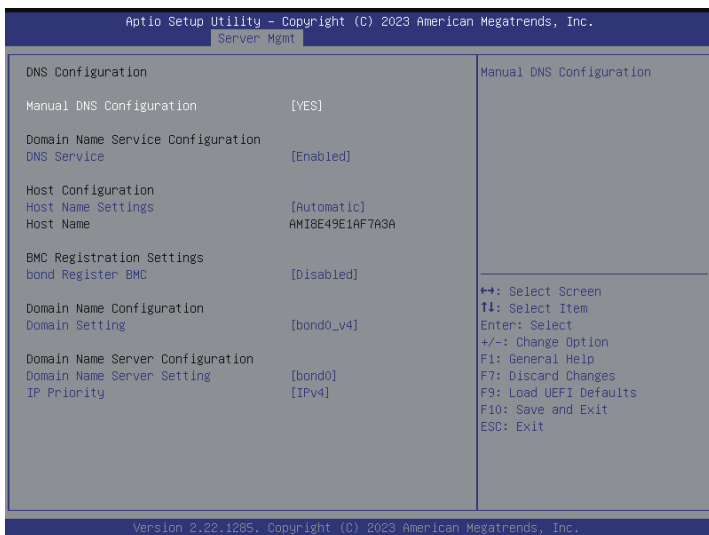 Aptio Setup Utility – Copyright (C) 2023 American Megatrends, Inc.
Server Mgmt
DNS Configuration
Manual DNS Configuration [YES]
Domain Name Service Configuration
DNS Service [Enabled]
Host Configuration
Host Name Settings [Automatic]
Host Name AMI8E49E1AF7A3A
BMC Registration Settings
bond Register BMC [Disabled]
Domain Name Configuration
Domain Setting [bond0_v4]
Domain Name Server Configuration
Domain Name Server Setting [bond0]
IP Priority [IPv4]
Manual DNS Configuration
↔: Select Screen
↑↓: Select Item
Enter: Select
+/-: Change Option
F1: General Help
F7: Discard Changes
F9: Load UEFI Defaults
F10: Save and Exit
ESC: Exit
Version 2.22.1285. Copyright (C) 2023 American Megatrends, Inc.